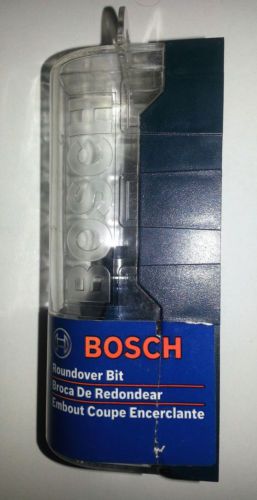 BOSCH
BOSCH
Roundover Bit
Broca De Redondear
Embout Coupe Encerclante